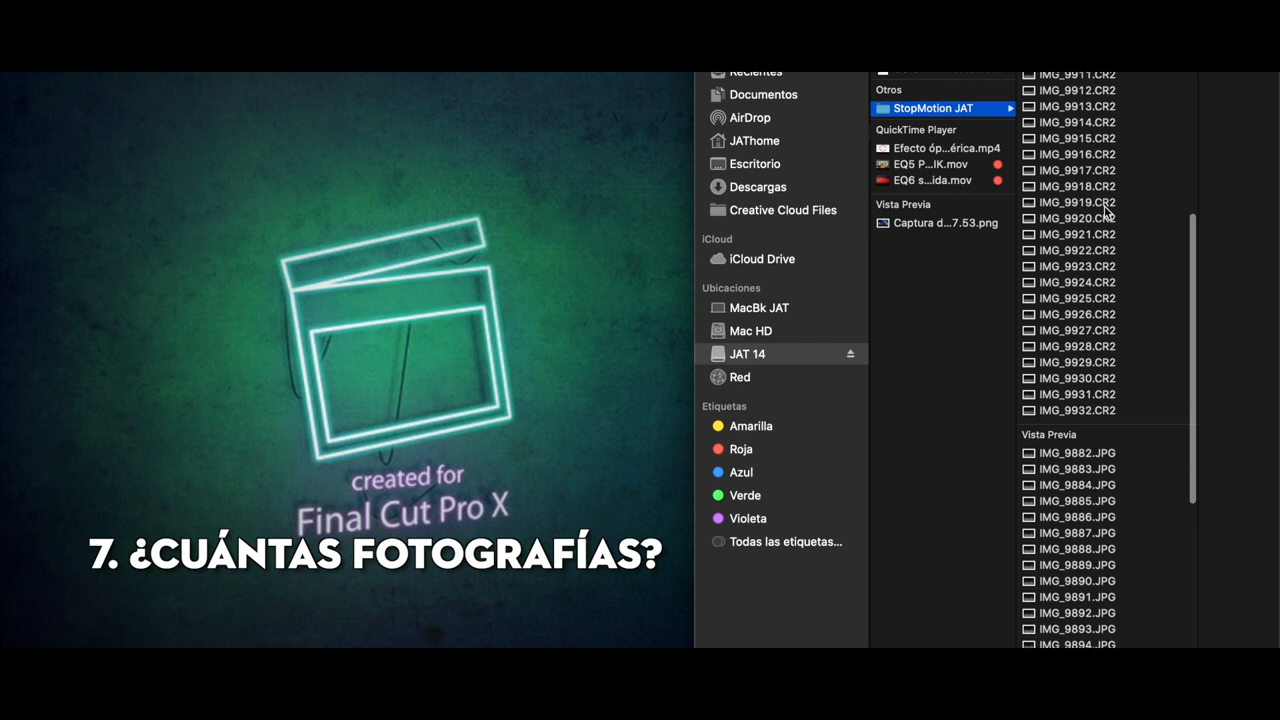 created for
Final Cut Pro X
7. ¿CUÁNTAS FOTOGRAFÍAS?
Recientes
Documentos
AirDrop
JAThome
Escritorio
Descargas
Creative Cloud Files
iCloud
iCloud Drive
Ubicaciones
MacBk JAT
Mac HD
JAT 14
Red
Etiquetas
Amarilla
Roja
Azul
Verde
Violeta
Todas las etiquetas...
Otros
StopMotion JAT
QuickTime Player
Efecto óp...érica.mp4
EQ5 P...IK.mov
EQ6 s...ida.mov
Vista Previa
Captura d...7.53.png
IMG_9911.CR2
IMG_9912.CR2
IMG_9913.CR2
IMG_9914.CR2
IMG_9915.CR2
IMG_9916.CR2
IMG_9917.CR2
IMG_9918.CR2
IMG_9919.CR2
IMG_9920.CR2
IMG_9921.CR2
IMG_9922.CR2
IMG_9923.CR2
IMG_9924.CR2
IMG_9925.CR2
IMG_9926.CR2
IMG_9927.CR2
IMG_9928.CR2
IMG_9929.CR2
IMG_9930.CR2
IMG_9931.CR2
IMG_9932.CR2
Vista Previa
IMG_9882.JPG
IMG_9883.JPG
IMG_9884.JPG
IMG_9885.JPG
IMG_9886.JPG
IMG_9887.JPG
IMG_9888.JPG
IMG_9889.JPG
IMG_9890.JPG
IMG_9891.JPG
IMG_9892.JPG
IMG_9893.JPG
IMG_9894.JPG